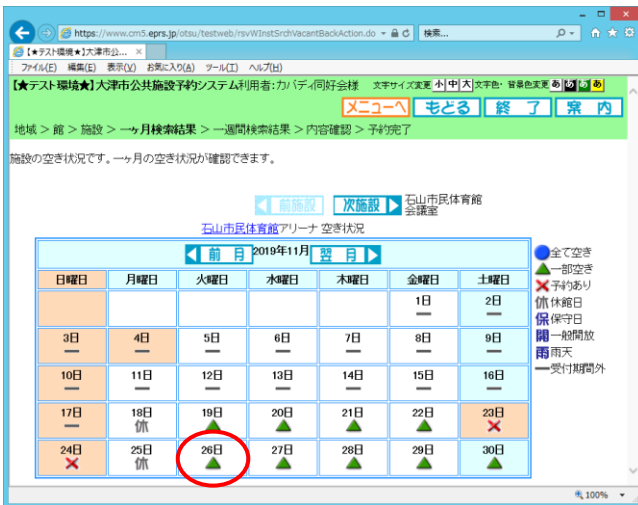 https://www.cm5.eprs.jp/otsu/testweb/rsvWInstSrchVacantBackAction.do
検索...
【★テスト環境★】大津市公...
ファイル(F) 編集(E) 表示(V) お気に入り(A) ツール(T) ヘルプ(H)
【★テスト環境★】大津市公共施設予約システム利用者:カバディ同好会様 文字サイズ変更 小 中 大 文字色・背景色変更 あ あ あ あ
メニューへ もどる 終 了 案 内
地域 > 館 > 施設 > 一ヶ月検索結果 > 一週間検索結果 > 内容確認 > 予約完了
施設の空き状況です。一ヶ月の空き状況が確認できます。
前施設 次施設 石山市民体育館
会議室
石山市民体育館アリーナ 空き状況
前 月 2019年11月 翌 月
日曜日 月曜日 火曜日 水曜日 木曜日 金曜日 土曜日
1日 2日
3日 4日 5日 6日 7日 8日 9日
10日 11日 12日 13日 14日 15日 16日
17日 18日 19日 20日 21日 22日 23日
休
24日 25日 26日 27日 28日 29日 30日
休
全て空き
一部空き
予約あり
休 休館日
保 保守日
開 一般開放
雨 雨天
受付期間外
100%